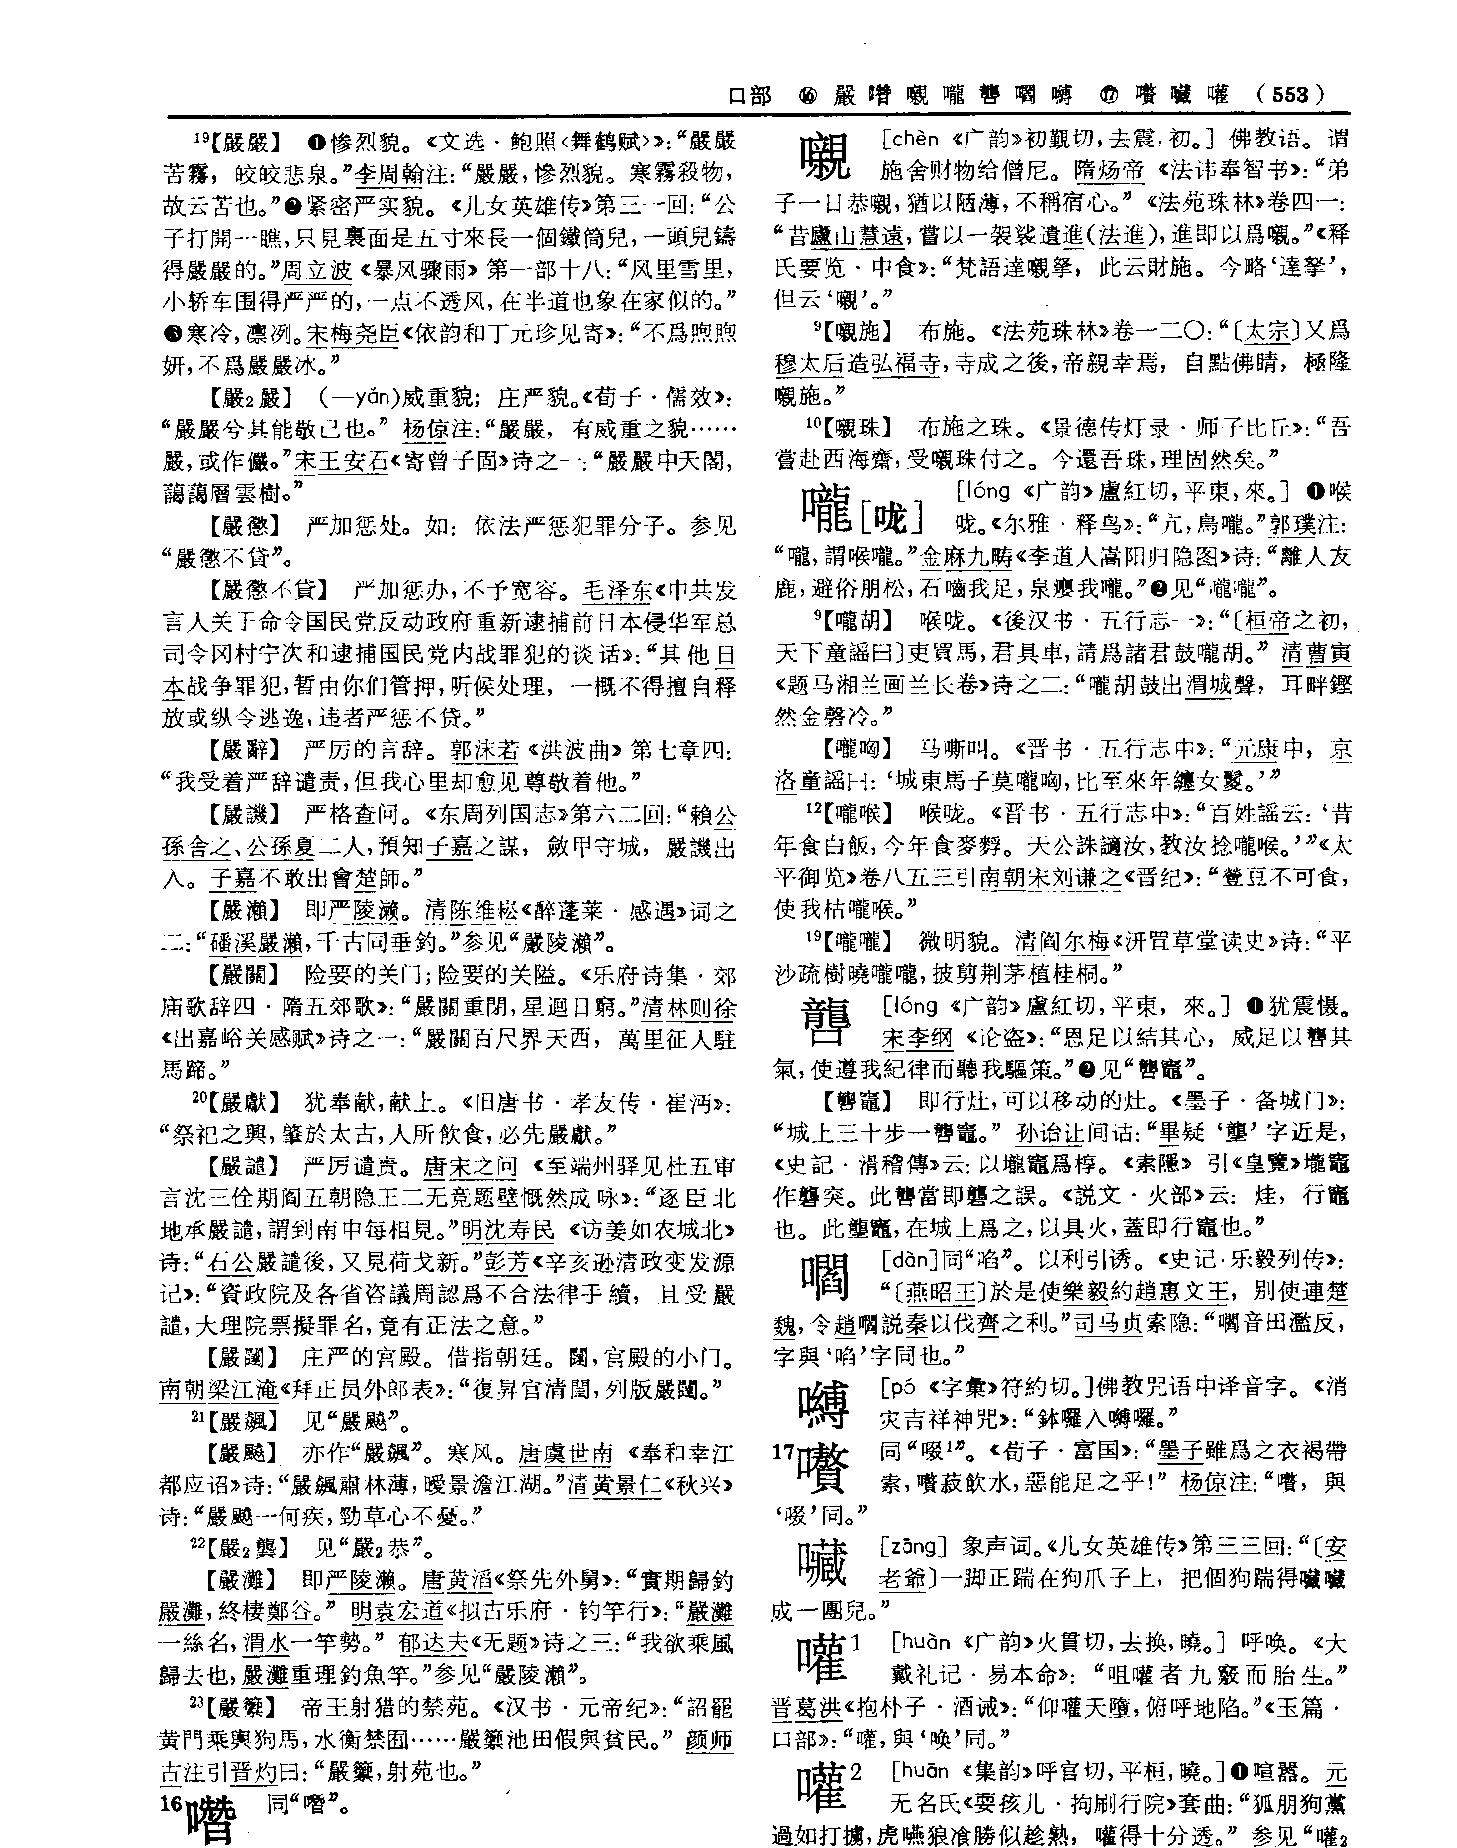 口部 ⑯ 嚴 噆 嚫 嚨 嚨 嚪 嚩 ⑰ 囋 囋 嚾 (553)
19【嚴嚴】 ❶惨烈貌。《文选·鲍照<舞鹤赋>》:“嚴嚴
苦霧,皎皎悲泉。”李周翰注:“嚴嚴,慘烈貌。寒霧殺物,
故云苦也。”❷紧密严实貌。《儿女英雄传》第三一回:“公
子打開一瞧,只見裏面是五寸來長一個鐵筒兒,一頭兒鑄
得嚴嚴的。”周立波《暴风骤雨》第一部十八:“风里雪里,
小轿车围得严严的,一点不透风,在半道也象在家似的。”
❸寒冷,凛冽。宋梅尧臣《依韵和丁元珍见寄》:“不爲煦煦
妍,不爲嚴嚴冰。”
【嚴2嚴】 (—yǎn)威重貌;庄严貌。《荀子·儒效》:
“嚴嚴兮其能敬己也。”杨倞注:“嚴嚴,有威重之貌……
嚴,或作儼。”宋王安石《寄曾子固》诗之一:“嚴嚴中天閣,
藹藹層雲樹。”
【嚴懲】 严加惩处。如:依法严惩犯罪分子。参见
“嚴懲不貸”。
【嚴懲不貸】 严加惩办,不予宽容。毛泽东《中共发
言人关于命令国民党反动政府重新逮捕前日本侵华军总
司令冈村宁次和逮捕国民党内战罪犯的谈话》:“其他日
本战争罪犯,暂由你们管押,听候处理,一概不得擅自释
放或纵令逃逸,违者严惩不贷。”
【嚴辭】 严厉的言辞。郭沫若《洪波曲》第七章四:
“我受着严辞谴责,但我心里却愈见尊敬着他。”
【嚴譏】 严格查问。《东周列国志》第六二回:“賴公
孫舍之、公孫夏二人,預知子嘉之謀,斂甲守城,嚴譏出
入。子嘉不敢出會楚師。”
【嚴瀨】 即严陵濑。清陈维崧《醉蓬莱·感遇》词之
二:“磻溪嚴瀨,千古同垂釣。”参见“嚴陵瀨”。
【嚴關】 险要的关门;险要的关隘。《乐府诗集·郊
庙歌辞四·隋五郊歌》:“嚴關重閉,星迴日窮。”清林则徐
《出嘉峪关感赋》诗之一:“嚴關百尺界天西,萬里征人駐
馬蹄。”
20【嚴獻】 犹奉献,献上。《旧唐书·孝友传·崔沔》:
“祭祀之興,肇於太古,人所飲食,必先嚴獻。”
【嚴譴】 严厉谴责。唐宋之问《至端州驿见杜五审
言沈三佺期阎五朝隐王二无竞题壁慨然成咏》:“逐臣北
地承嚴譴,謂到南中每相見。”明沈寿民《访姜如农城北》
诗:“石公嚴譴後,又見荷戈新。”彭芳《辛亥逊清政变发源
记》:“資政院及各省咨議局認爲不合法律手續,且受嚴
譴,大理院票擬罪名,竟有正法之意。”
【嚴闥】 庄严的宫殿。借指朝廷。闥,宫殿的小门。
南朝梁江淹《拜正员外郎表》:“復昇官清閨,列版嚴闥。”
21【嚴飆】 见“嚴飈”。
【嚴飈】 亦作“嚴飆”。寒风。唐虞世南《奉和幸江
都应诏》诗:“嚴飆肅林薄,曖景澹江湖。”清黄景仁《秋兴》
诗:“嚴飈一何疾,勁草心不憂。”
22【嚴2龔】 见“嚴2恭”。
【嚴灘】 即严陵濑。唐黄滔《祭先外舅》:“實期歸釣
嚴灘,終棲鄭谷。”明袁宏道《拟古乐府·钓竿行》:“嚴灘
一絲名,渭水一竿勢。”郁达夫《无题》诗之三:“我欲乘風
歸去也,嚴灘重理釣魚竿。”参见“嚴陵瀨”。
23【嚴籞】 帝王射猎的禁苑。《汉书·元帝纪》:“詔罷
黄門乘輿狗馬,水衡禁囿……嚴籞池田假與貧民。”颜师
古注引晋灼曰:“嚴籞,射苑也。”
16 同“噆”。
嚫 [chèn《广韵》初覲切,去震,初。] 佛教语。谓
施舍财物给僧尼。隋炀帝《法讳奉智书》:“弟
子一日恭嚫,猶以陋薄,不稱宿心。”《法苑珠林》卷四一:
“昔廬山慧遠,嘗以一袈裟遺進(法進),進即以爲嚫。”《释
氏要览·中食》:“梵語達嚫拏,此云財施。今略‘達拏’,
但云‘嚫’。”
9【嚫施】 布施。《法苑珠林》卷一二〇:“〔太宗〕又爲
穆太后造弘福寺,寺成之後,帝親幸焉,自點佛睛,極隆
嚫施。”
10【嚫珠】 布施之珠。《景德传灯录·师子比丘》:“吾
嘗赴西海齋,受嚫珠付之。今還吾珠,理固然矣。”
嚨[咙] [lóng《广韵》盧紅切,平東,來。] ❶喉
咙。《尔雅·释鸟》:“亢,鳥嚨。”郭璞注:
“嚨,謂喉嚨。”金麻九畴《李道人嵩阳归隐图》诗:“離人友
鹿,避俗朋松,石嚙我足,泉癭我嚨。”❷见“嚨嚨”。
9【嚨胡】 喉咙。《後汉书·五行志一》:“〔桓帝之初,
天下童謡曰〕吏買馬,君具車,請爲諸君鼓嚨胡。”清曹寅
《题马湘兰画兰长卷》诗之二:“嚨胡鼓出渭城聲,耳畔鏗
然金磬冷。”
【嚨㖃】 马嘶叫。《晋书·五行志中》:“元康中,京
洛童謡曰:‘城東馬子莫嚨㖃,比至來年纏女鬉。’”
12【嚨喉】 喉咙。《晋书·五行志中》:“百姓謡云:‘昔
年食白飯,今年食麥麩。天公誅讁汝,教汝捻嚨喉。’”《太
平御览》卷八五三引南朝宋刘谦之《晋纪》:“䜺豆不可食,
使我枯嚨喉。”
19【嚨嚨】 微明貌。清阎尔梅《汧罝草堂读史》诗:“平
沙疏樹曉嚨嚨,披剪荆茅植桂桐。”
[lóng《广韵》盧紅切,平東,來。] ❶犹震慑。
宋李纲《论盗》:“恩足以結其心,威足以讋其
氣,使遵我紀律而聽我驅策。”❷见“ 竈”。
【 竈】 即行灶,可以移动的灶。《墨子·备城门》:
“城上三十步一 竈。”孙诒让间诂:“畢疑‘壟’字近是,
《史記·滑稽傳》云:以壠竈爲椁。《索隱》引《皇覽》壠竈
作礱突。此 當即礱之誤。《説文·火部》云:烓,行竈
也。此壟竈,在城上爲之,以具火,蓋即行竈也。”
嚪 [dàn]同“啗”。以利引诱。《史记·乐毅列传》:
“〔燕昭王〕於是使樂毅約趙惠文王,别使連楚
魏,令趙嚪説秦以伐齊之利。”司马贞索隐:“嚪音田濫反,
字與‘啗’字同也。”
嚩 [pó《字彙》符約切。]佛教咒语中译音字。《消
灾吉祥神咒》:“鉢囉入嚩囉。”
17 嚽 同“啜1”。《荀子·富国》:“墨子雖爲之衣褐帶
索,嚽菽飲水,惡能足之乎!”杨倞注:“嚽,與
‘啜’同。”
[zāng] 象声词。《儿女英雄传》第三三回:“〔安
老爺〕一脚正踹在狗爪子上,把個狗踹得
成一團兒。”
嚾1 [huàn《广韵》火貫切,去换,曉。] 呼唤。《大
戴礼记·易本命》:“咀嚾者九竅而胎生。”
晋葛洪《抱朴子·酒诫》:“仰嚾天墮,俯呼地陷。”《玉篇·
口部》:“嚾,與‘唤’同。”
嚾2 [huān《集韵》呼官切,平桓,曉。]❶喧嚣。元
无名氏《耍孩儿·拘刷行院》套曲:“狐朋狗黨
過如打擄,虎嚥狼飡勝似趁熟,嚾得十分透。”参见“嚾2